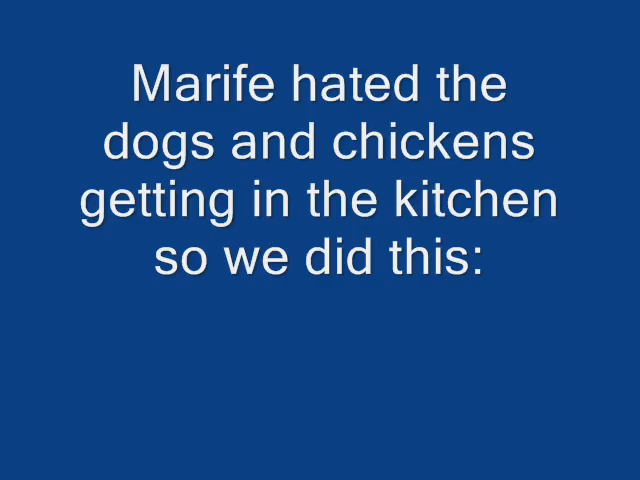 Marife hated the
dogs and chickens
getting in the kitchen
so we did this: